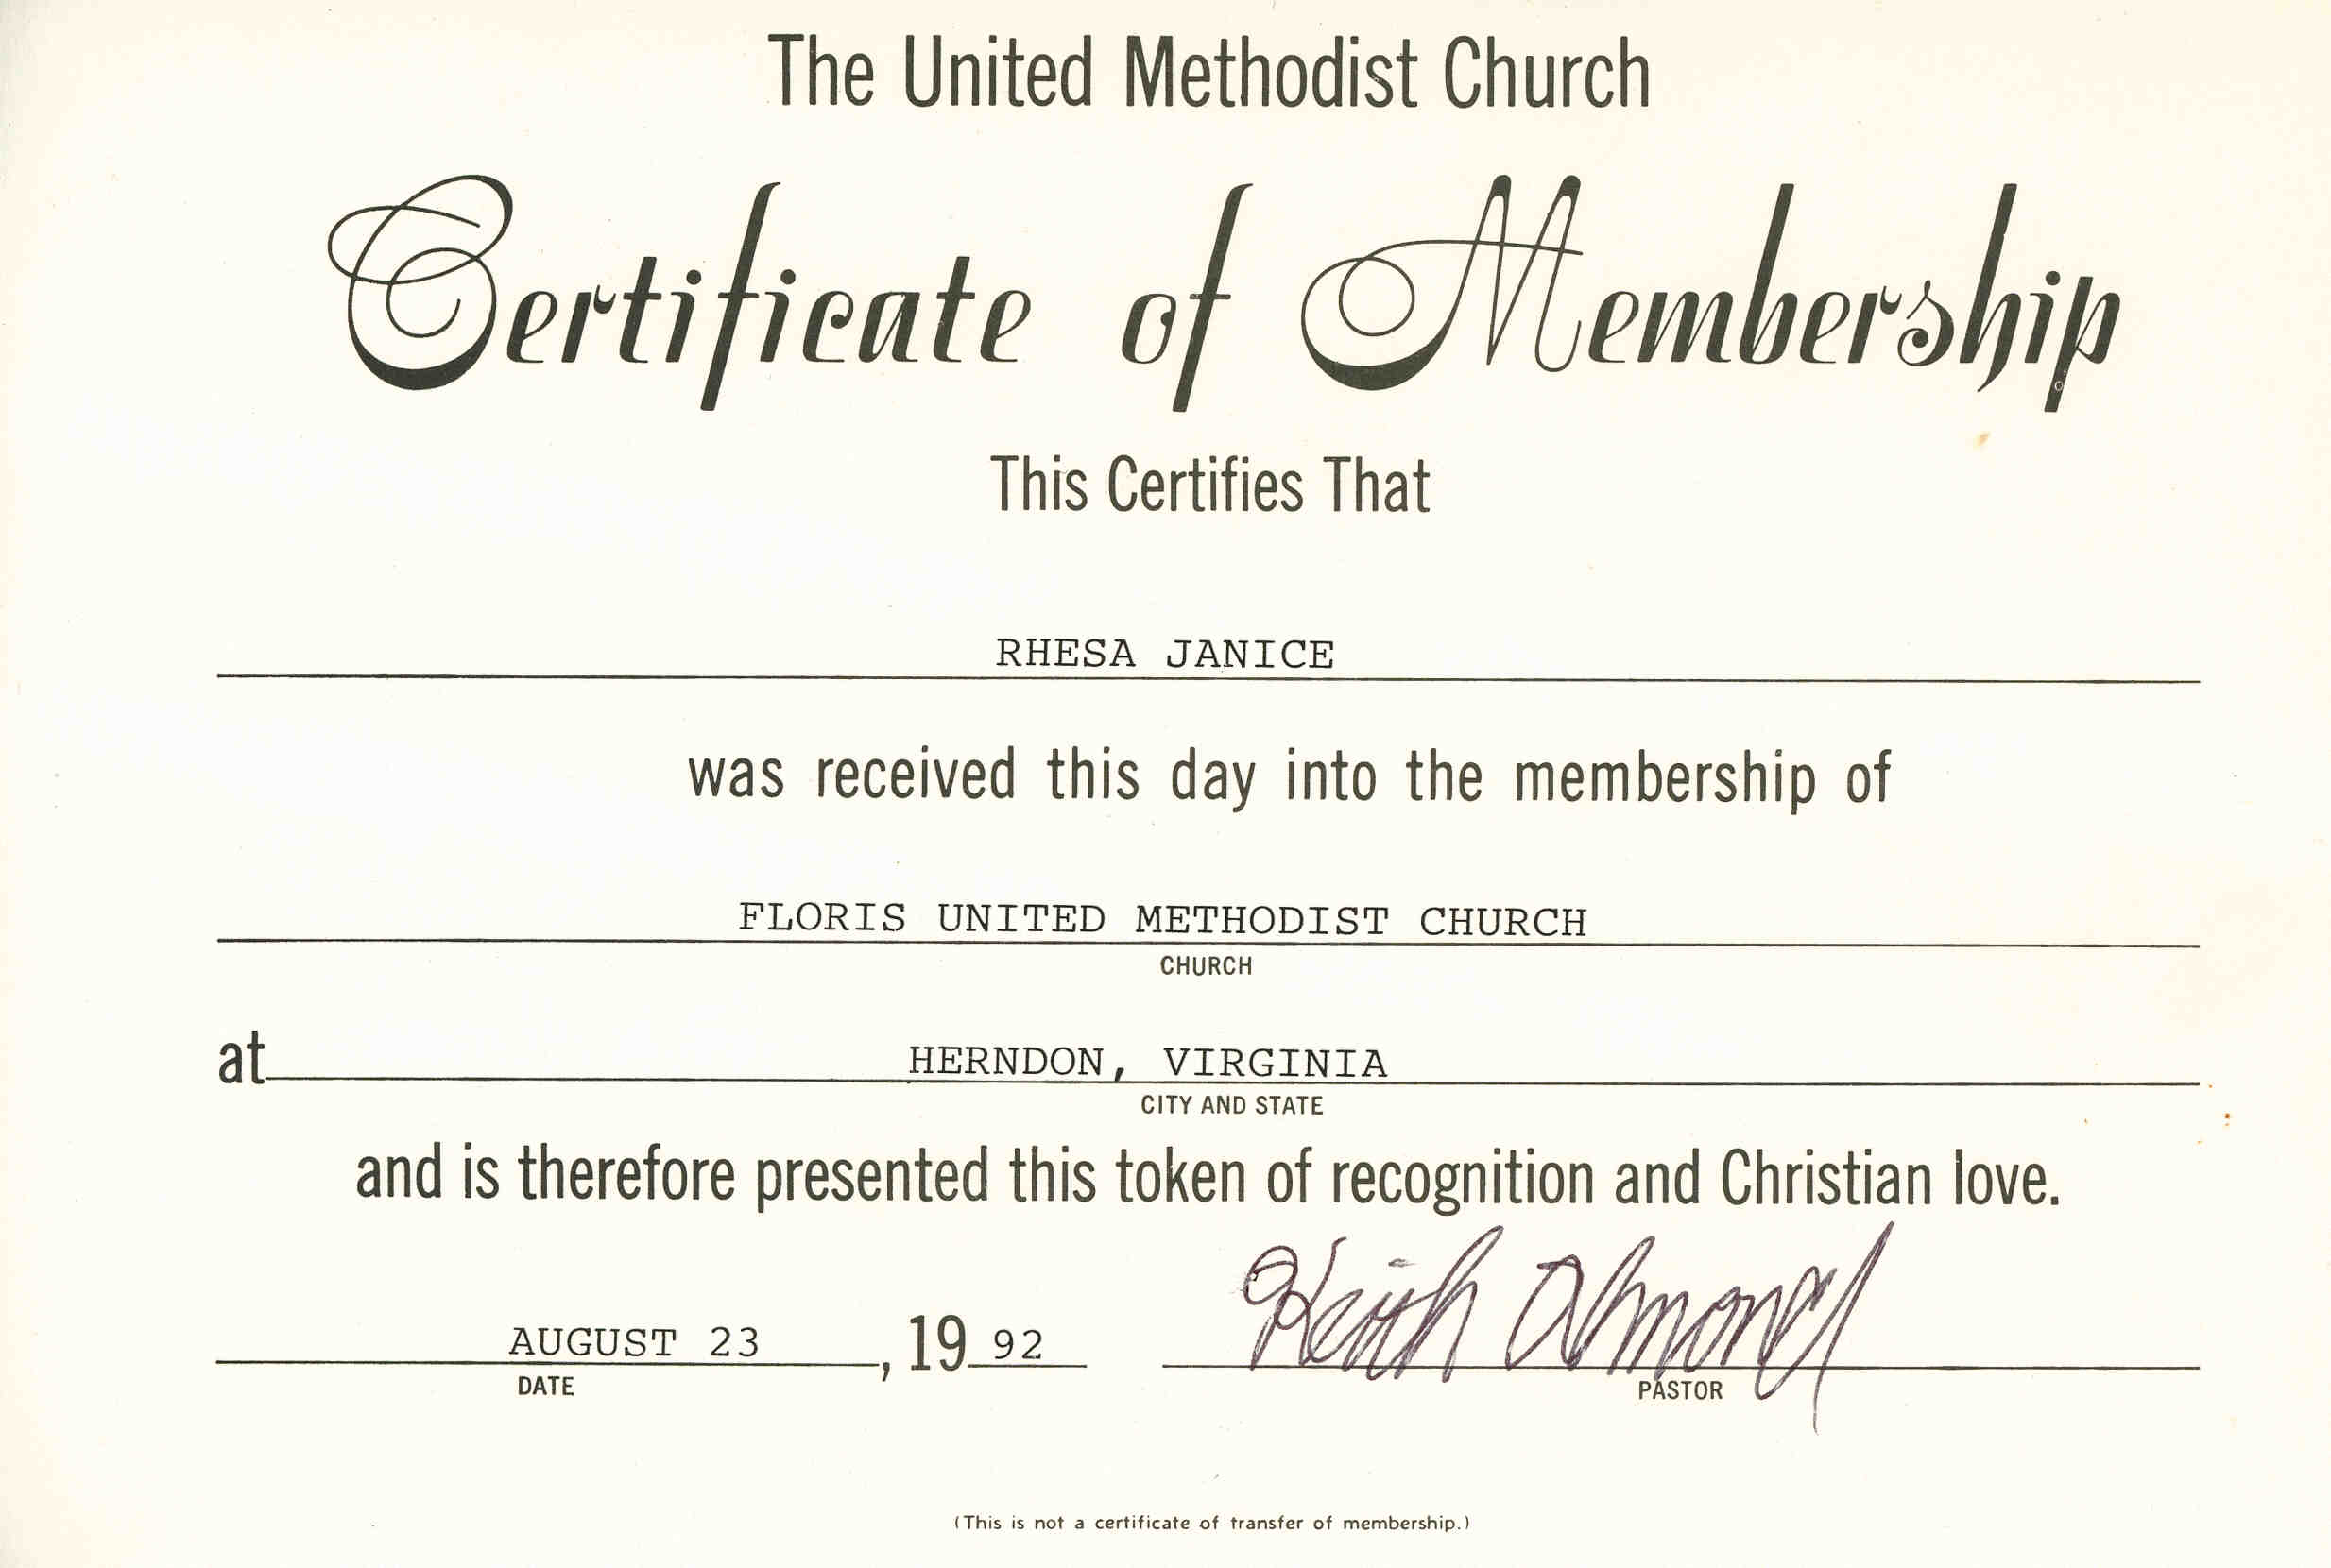 The United Methodist Church
Certificate of Membership
This Certifies That
RHESA JANICE
was received this day into the membership of
FLORIS UNITED METHODIST CHURCH
CHURCH
at HERNDON, VIRGINIA
CITY AND STATE
and is therefore presented this token of recognition and Christian love.
AUGUST 23, 19 92 Keith Almond
DATE PASTOR
(This is not a certificate of transfer of membership.)